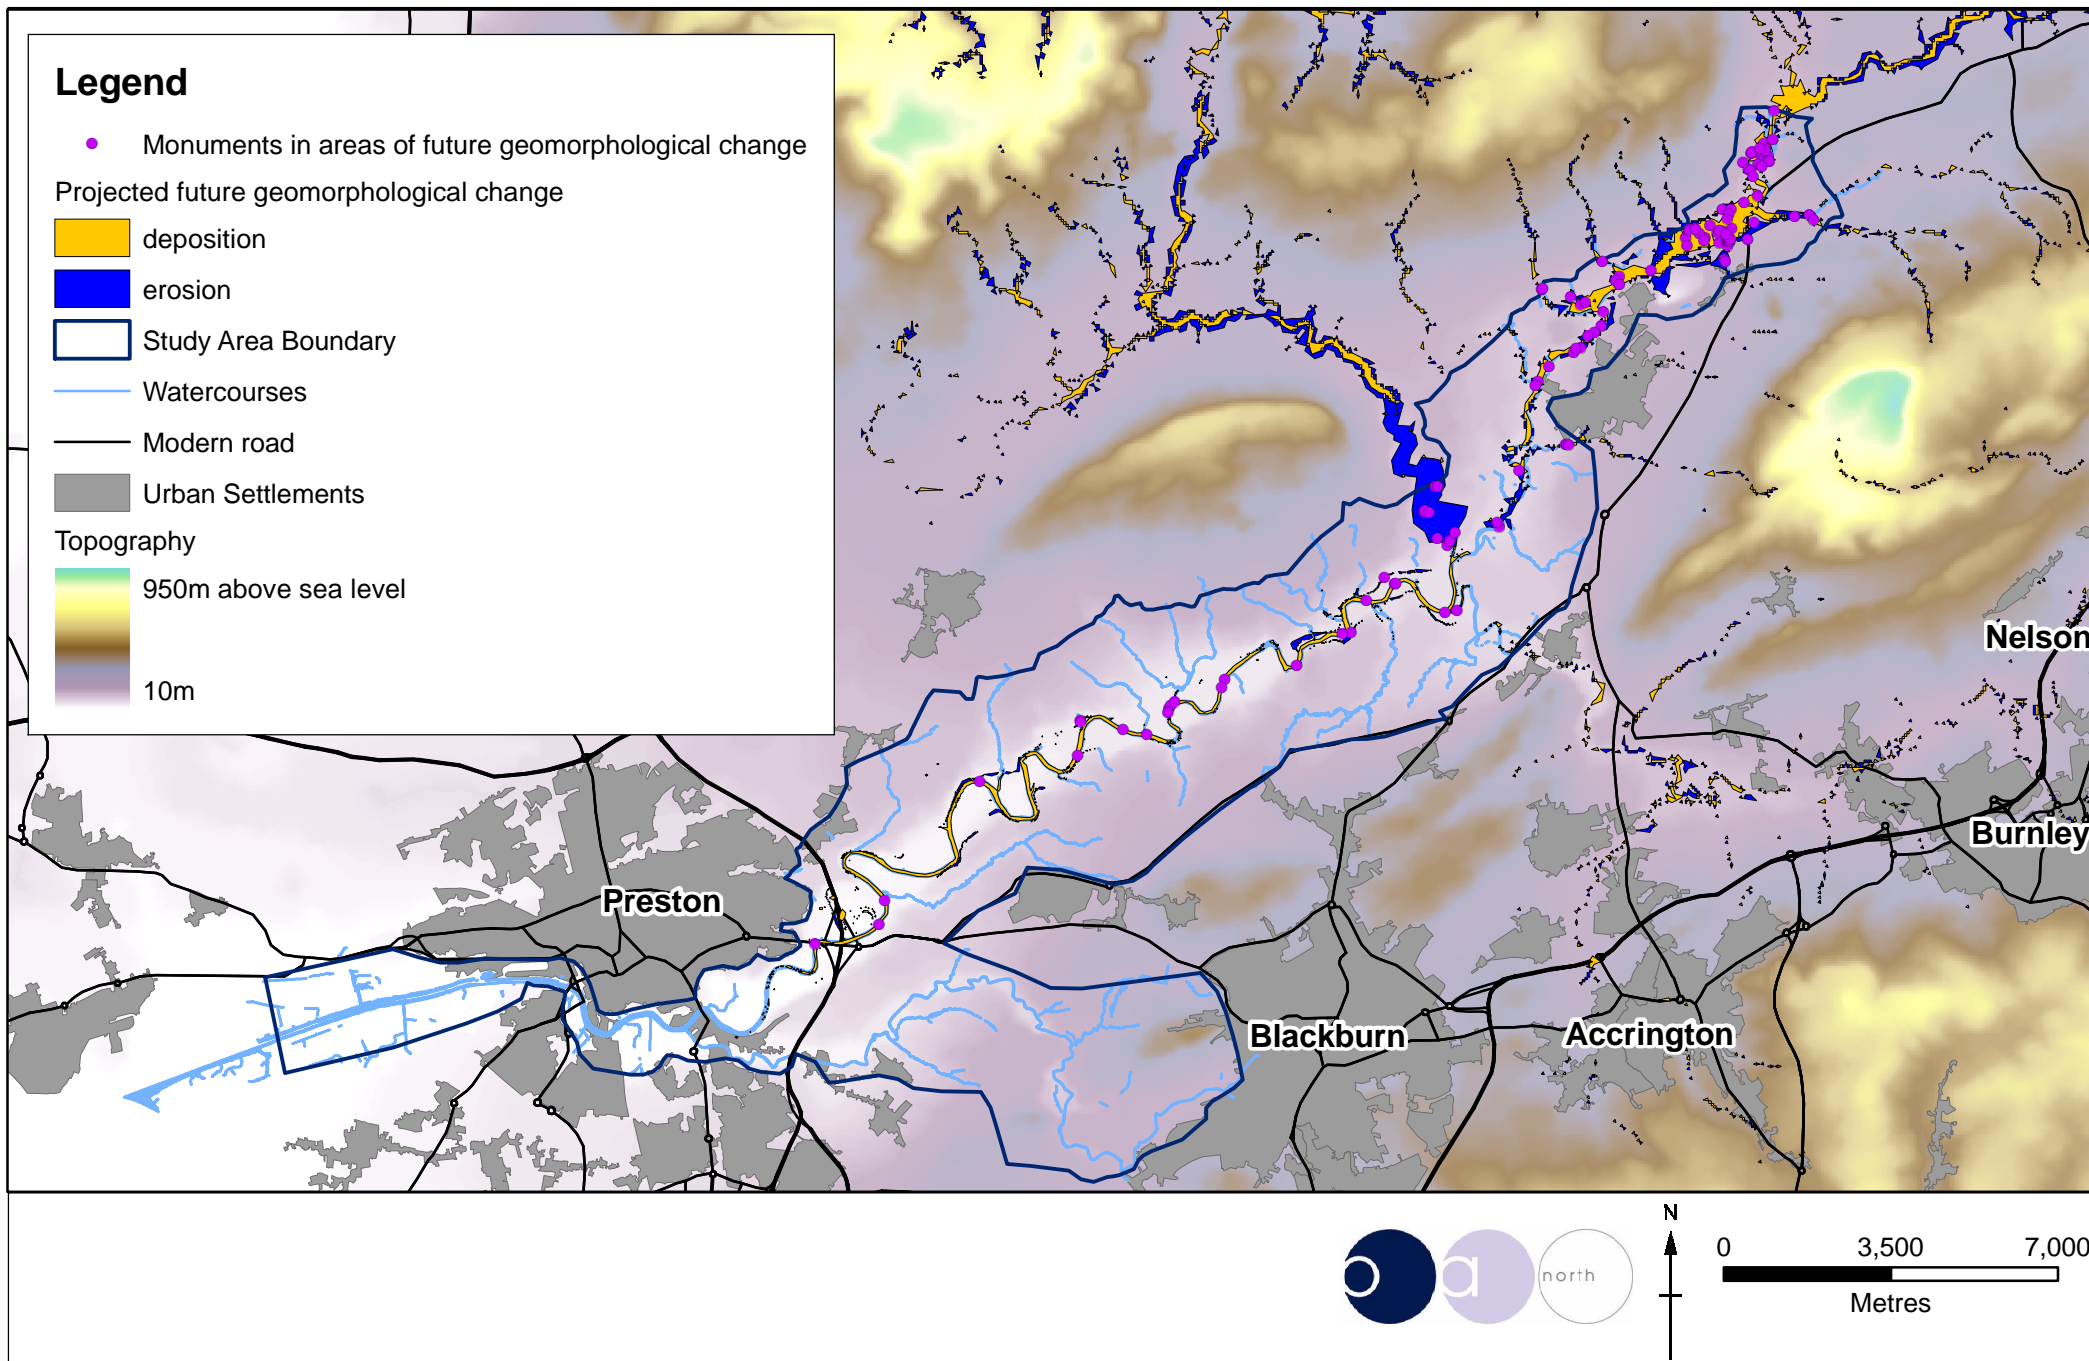 Legend
Monuments in areas of future geomorphological change
Projected future geomorphological change
deposition
erosion
Study Area Boundary
Watercourses
Modern road
Urban Settlements
Topography
950m above sea level
10m
Nelson
Burnley
Preston
Blackburn
Accrington
o a north
N
0 3,500 7,000
Metres